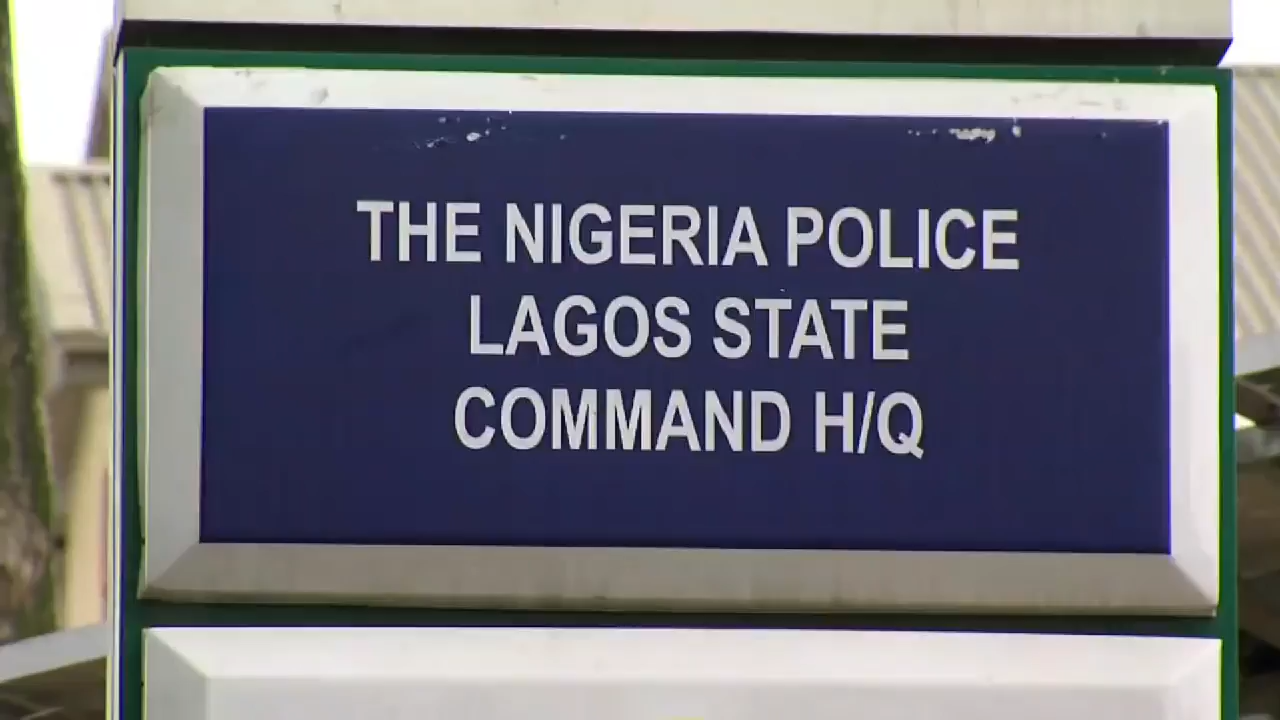 THE NIGERIA POLICE
LAGOS STATE
COMMAND H/Q